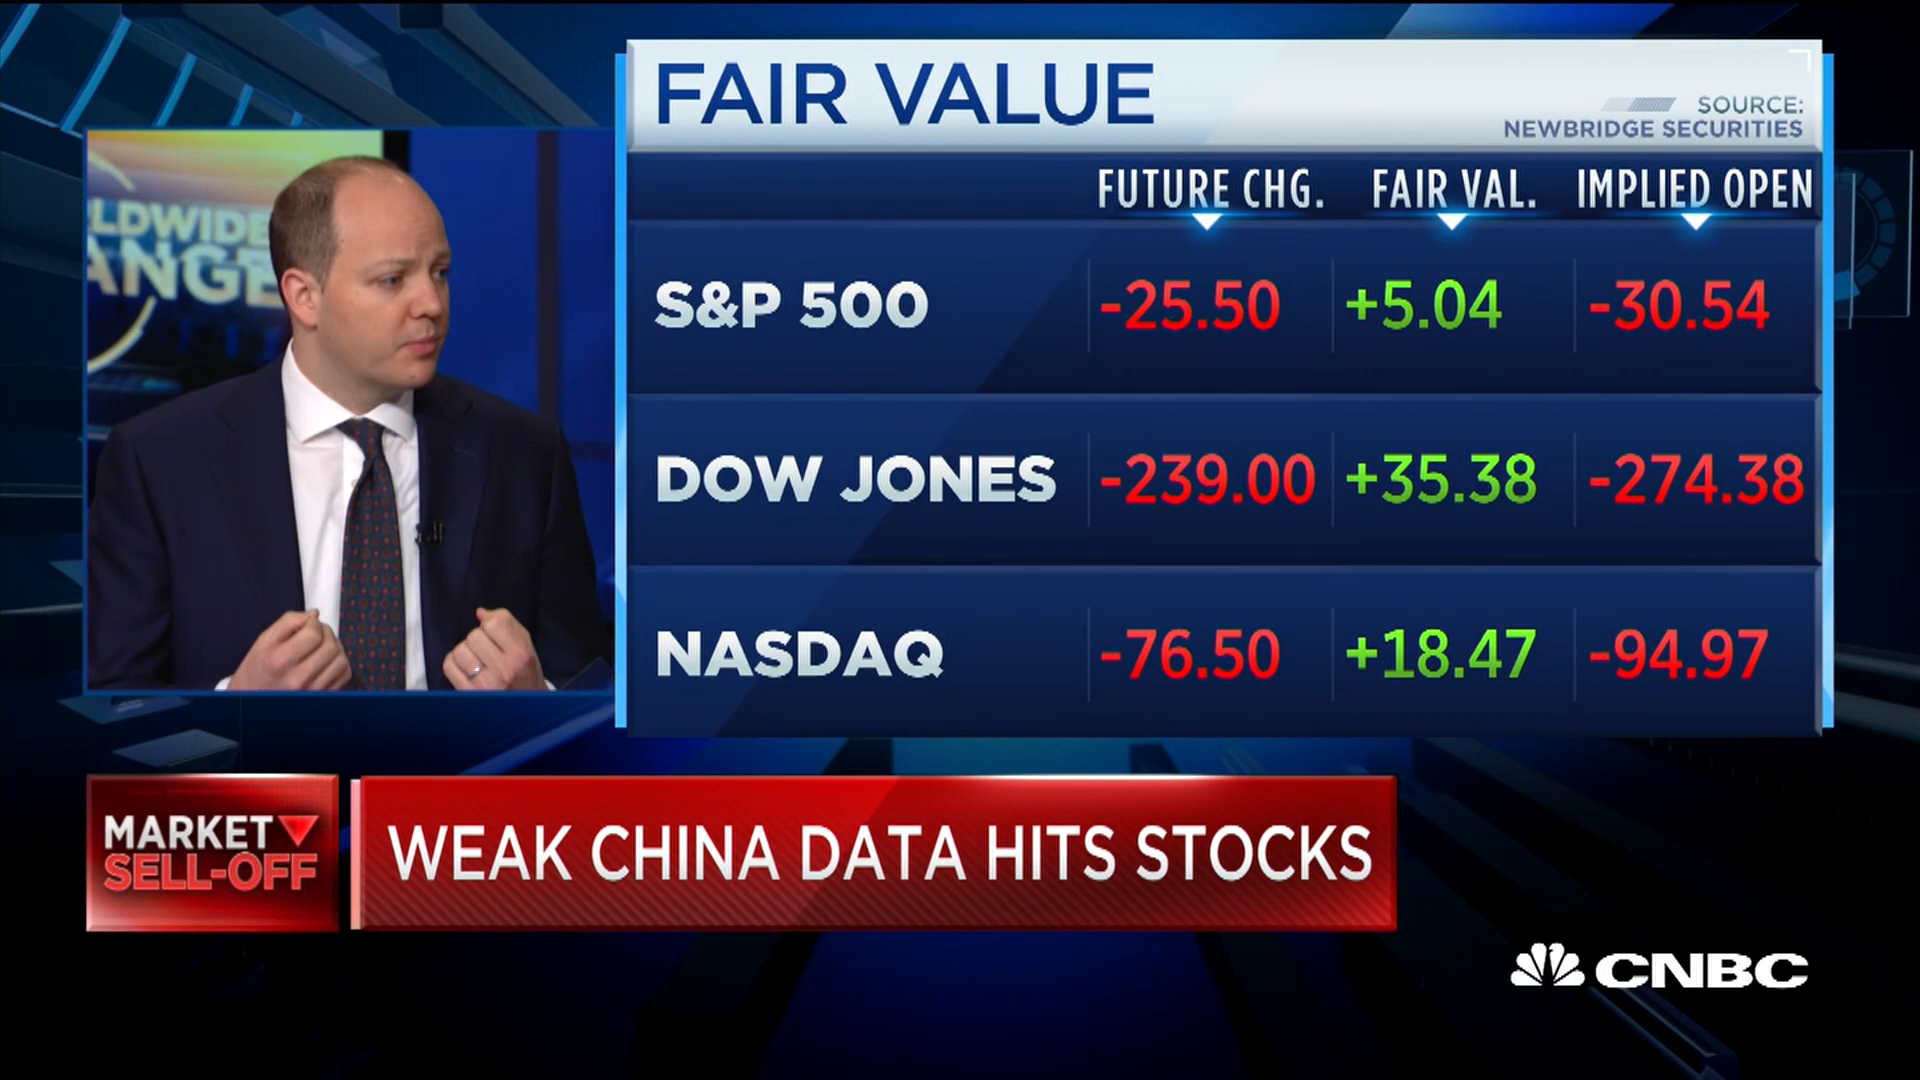 FAIR VALUE
SOURCE:
NEWBRIDGE SECURITIES
FUTURE CHG. FAIR VAL. IMPLIED OPEN
S&P 500 -25.50 +5.04 -30.54
DOW JONES -239.00 +35.38 -274.38
NASDAQ -76.50 +18.47 -94.97
LDWIDE
ANGE
MARKET
SELL-OFF
WEAK CHINA DATA HITS STOCKS
CNBC